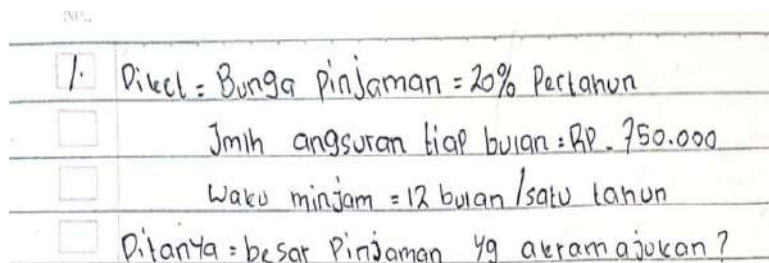 1. Diket = Bunga Pinjaman = 20% Pertahun
Jmlh angsuran tiap bulan = RP. 750.000
Waku minjam = 12 bulan/satu tahun
Ditanya = besar Pinjaman yg akram ajukan?